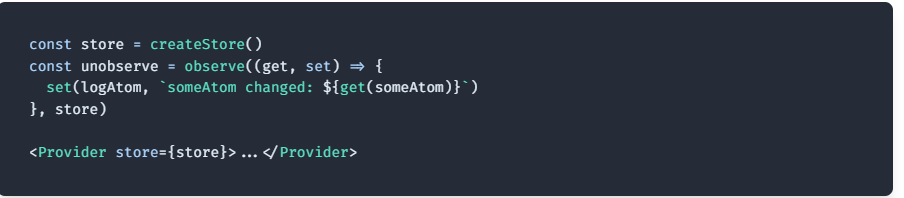 const store = createStore()
const unobserve = observe((get, set) => {
  set(logAtom, `someAtom changed: ${get(someAtom)}`)
}, store)
<Provider store={store}>...</Provider>